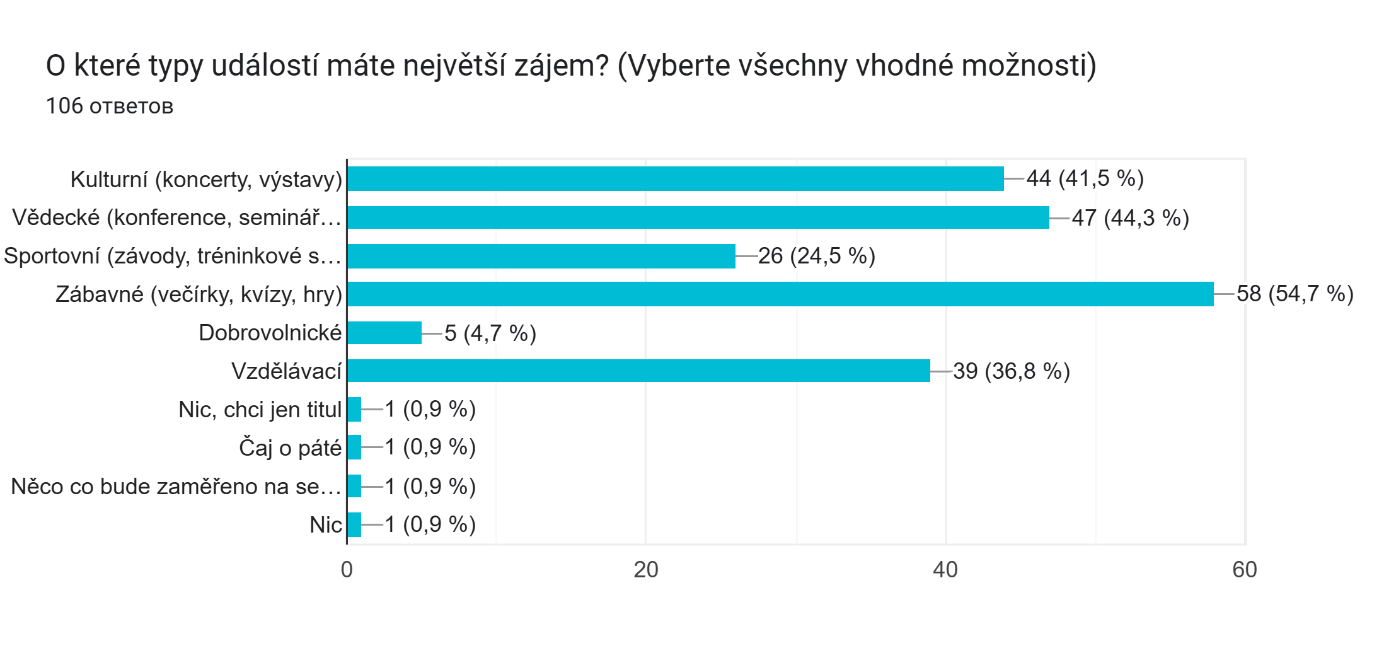 O které typy událostí máte největší zájem? (Vyberte všechny vhodné možnosti)
106 ответов
Kulturní (koncerty, výstavy) 44 (41,5 %)
Vědecké (konference, seminář… 47 (44,3 %)
Sportovní (závody, tréninkové s… 26 (24,5 %)
Zábavné (večírky, kvízy, hry) 58 (54,7 %)
Dobrovolnické 5 (4,7 %)
Vzdělávací 39 (36,8 %)
Nic, chci jen titul 1 (0,9 %)
Čaj o páté 1 (0,9 %)
Něco co bude zaměřeno na se… 1 (0,9 %)
Nic 1 (0,9 %)
0 20 40 60